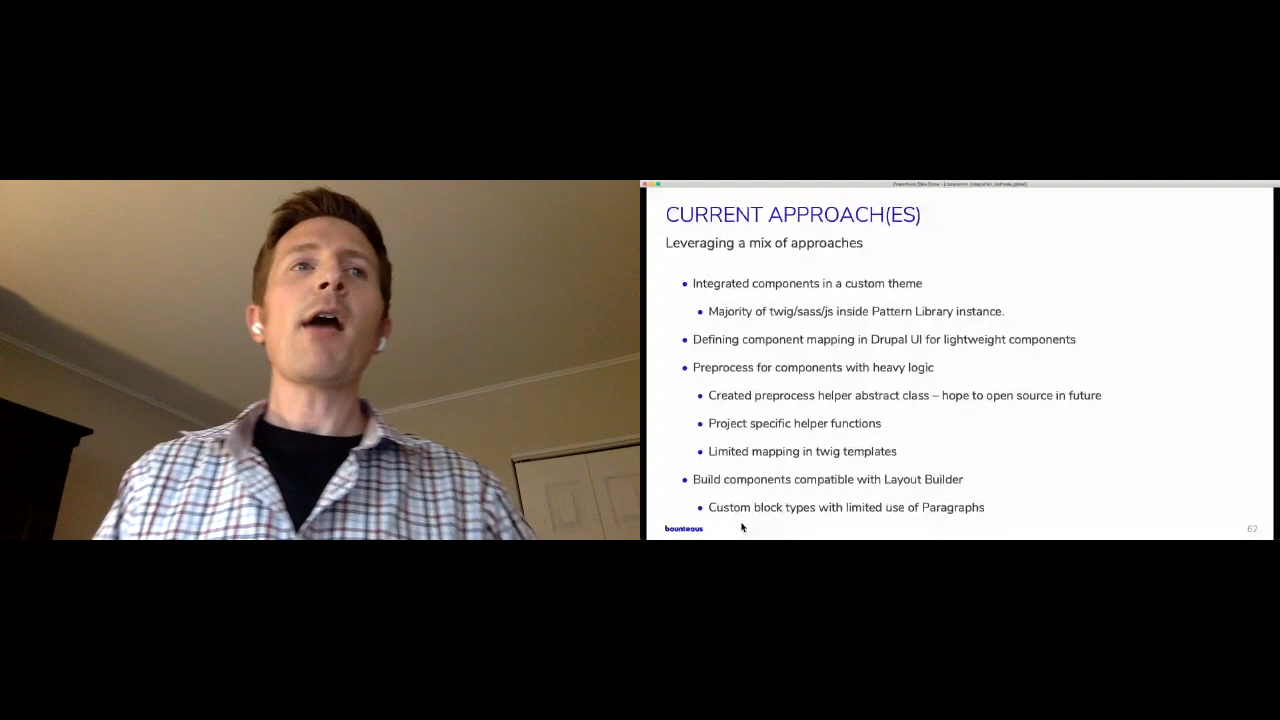 CURRENT APPROACH(ES)
Leveraging a mix of approaches
• Integrated components in a custom theme
• Majority of twig/sass/js inside Pattern Library instance.
• Defining component mapping in Drupal UI for lightweight components
• Preprocess for components with heavy logic
• Created preprocess helper abstract class – hope to open source in future
• Project specific helper functions
• Limited mapping in twig templates
• Build components compatible with Layout Builder
• Custom block types with limited use of Paragraphs
bounteous
62